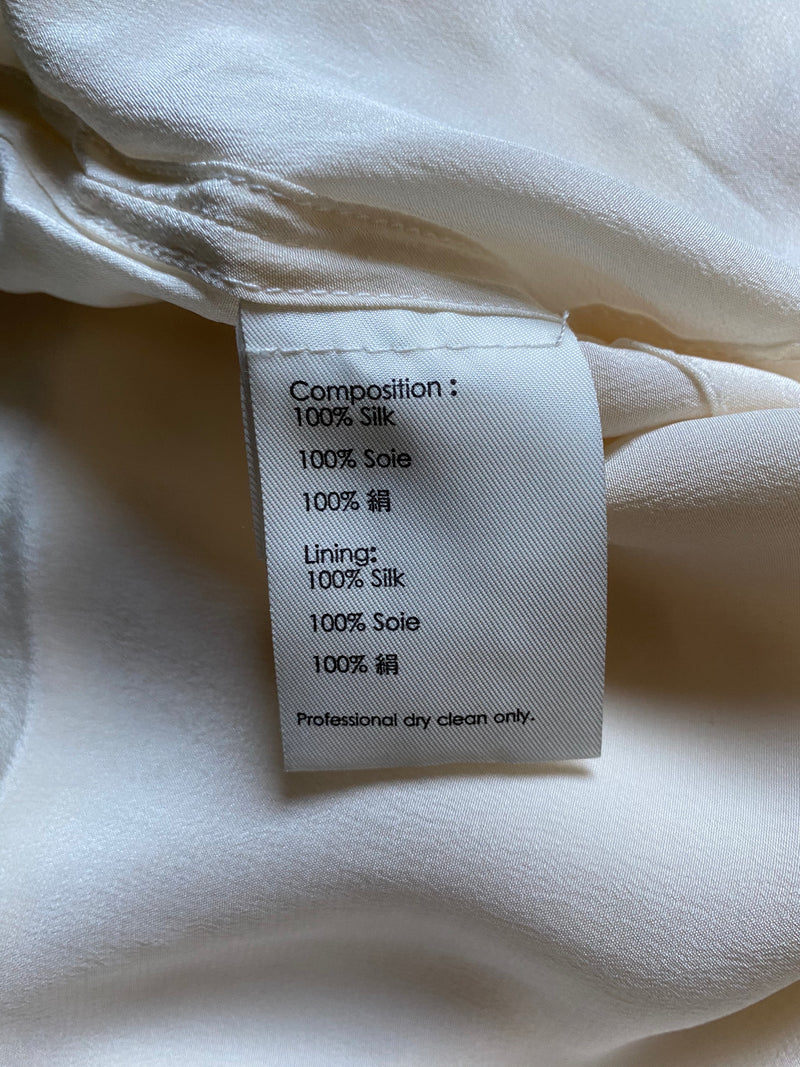 Composition :
100% Silk
100% Soie
100% 絹
Lining:
100% Silk
100% Soie
100% 絹
Professional dry clean only.